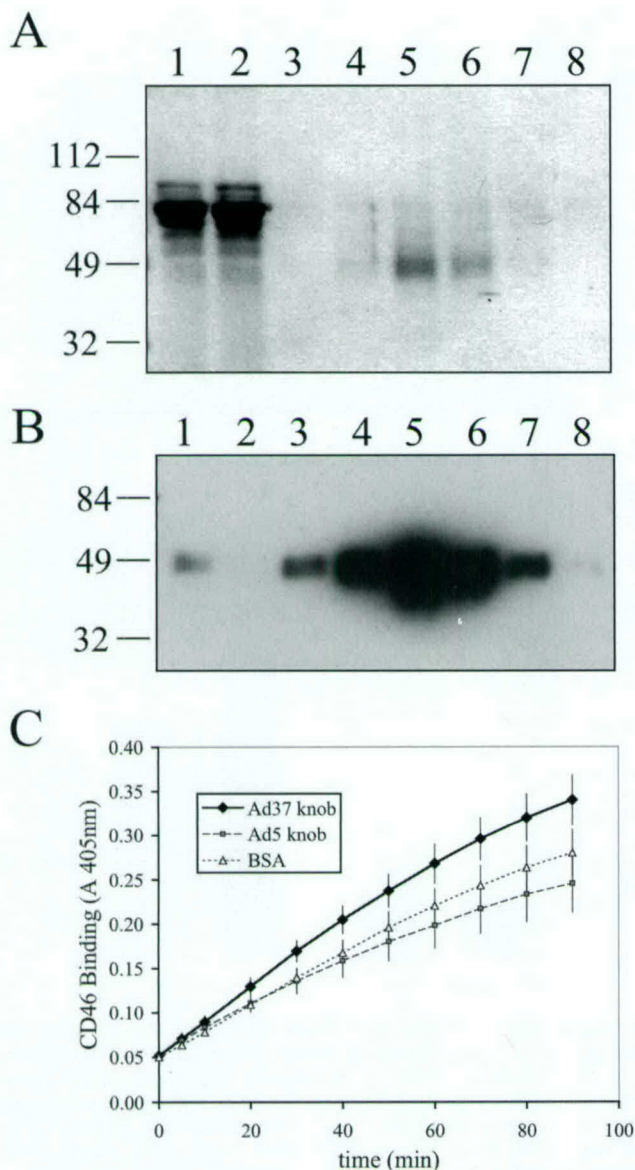 A
1 2 3 4 5 6 7 8
112
84
49
32
B
1 2 3 4 5 6 7 8
84
49
32
C
0.40
0.35
0.30
0.25
0.20
0.15
0.10
0.05
0.00
CD46 Binding (A 405nm)
Ad37 knob
Ad5 knob
BSA
0 20 40 60 80 100
time (min)